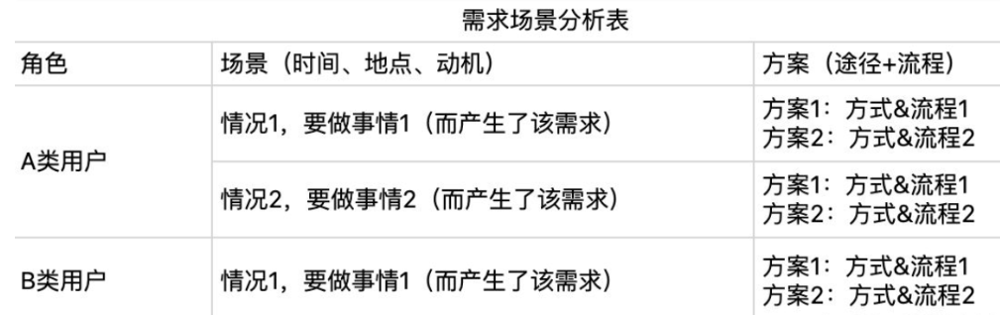 需求场景分析表
角色
场景（时间、地点、动机）
方案（途径+流程）
A类用户
情况1，要做事情1（而产生了该需求）
方案1：方式&流程1
方案2：方式&流程2
情况2，要做事情2（而产生了该需求）
方案1：方式&流程1
方案2：方式&流程2
B类用户
情况1，要做事情1（而产生了该需求）
方案1：方式&流程1
方案2：方式&流程2